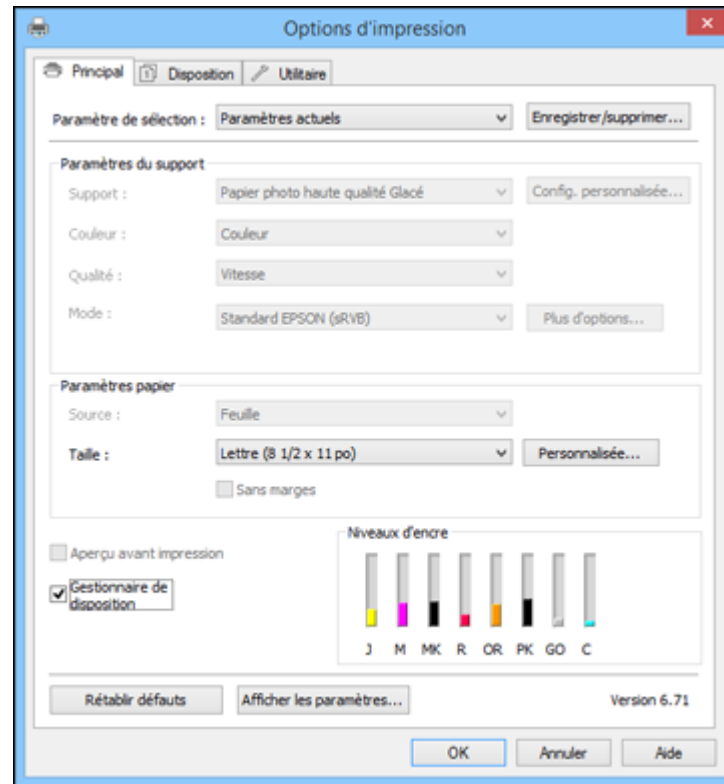 Options d'impression
Principal Disposition Utilitaire
Paramètre de sélection : Paramètres actuels Enregistrer/supprimer...
Paramètres du support
Support : Papier photo haute qualité Glacé Config. personnalisée...
Couleur : Couleur
Qualité : Vitesse
Mode : Standard EPSON (sRVB) Plus d'options...
Paramètres papier
Source : Feuille
Taille : Lettre (8 1/2 x 11 po) Personnalisée...
Sans marges
Niveaux d'encre
Aperçu avant impression
Gestionnaire de
disposition
J M MK R OR PK GO C
Rétablir défauts Afficher les paramètres... Version 6.71
OK Annuler Aide